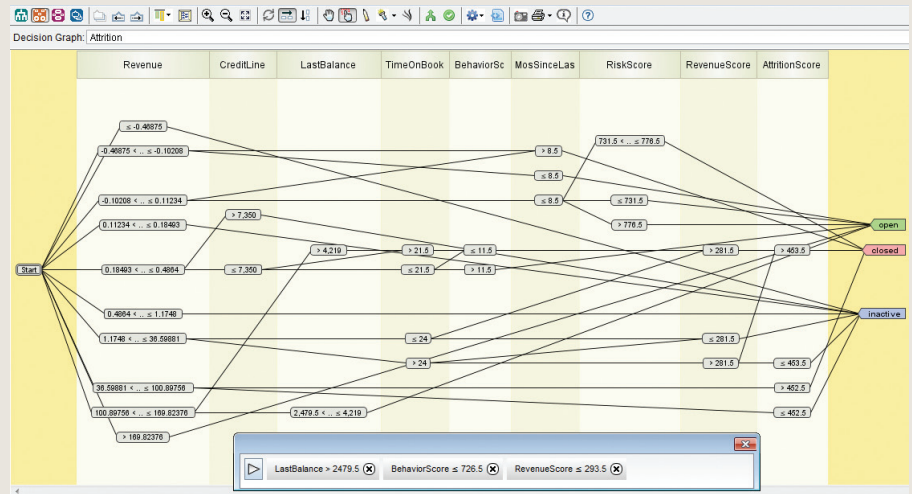 Decision Graph: Attrition
Revenue CreditLine LastBalance TimeOnBook BehaviorSc MosSinceLas RiskScore RevenueScore AttritionScore
≤ -0.46875
731.5 < .. ≤ 776.5
-0.46875 < .. ≤ -0.10208 > 8.5
≤ 8.5
-0.10208 < .. ≤ 0.11234 ≤ 8.5 ≤ 731.5
> 7,350
0.11234 < .. ≤ 0.18493 > 776.5 open
> 4,219 > 21.5 ≤ 11.5 > 281.5 > 453.5 closed
Start 0.18493 < .. ≤ 0.4864 ≤ 7,350 ≤ 21.5 > 11.5
0.4864 < .. ≤ 1.1748 inactive
1.1748 < .. ≤ 36.59881 ≤ 24 ≤ 281.5
> 24 > 281.5 ≤ 453.5
36.59881 < .. ≤ 100.89756 > 452.5
100.89756 < .. ≤ 169.82376 2,479.5 < .. ≤ 4,219 ≤ 452.5
> 169.82376
LastBalance > 2479.5 BehaviorScore ≤ 726.5 RevenueScore ≤ 293.5